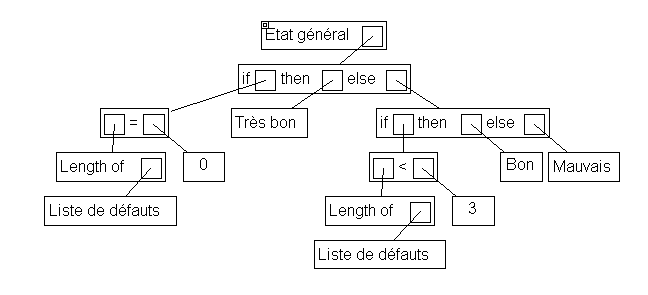 Etat général
if then else
= Très bon if then else
Length of 0 < Bon Mauvais
Liste de défauts Length of 3
Liste de défauts